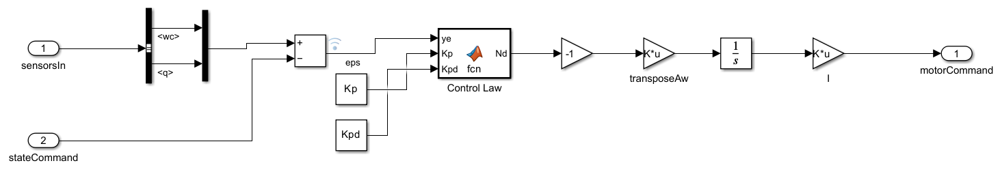 1
sensorsIn
<wc>
<q>
2
stateCommand
+
−
eps
Kp
Kpd
ye
Kp
Kpd
Nd
fcn
Control Law
-1
K*u
transposeAw
1
s
K*u
I
1
motorCommand